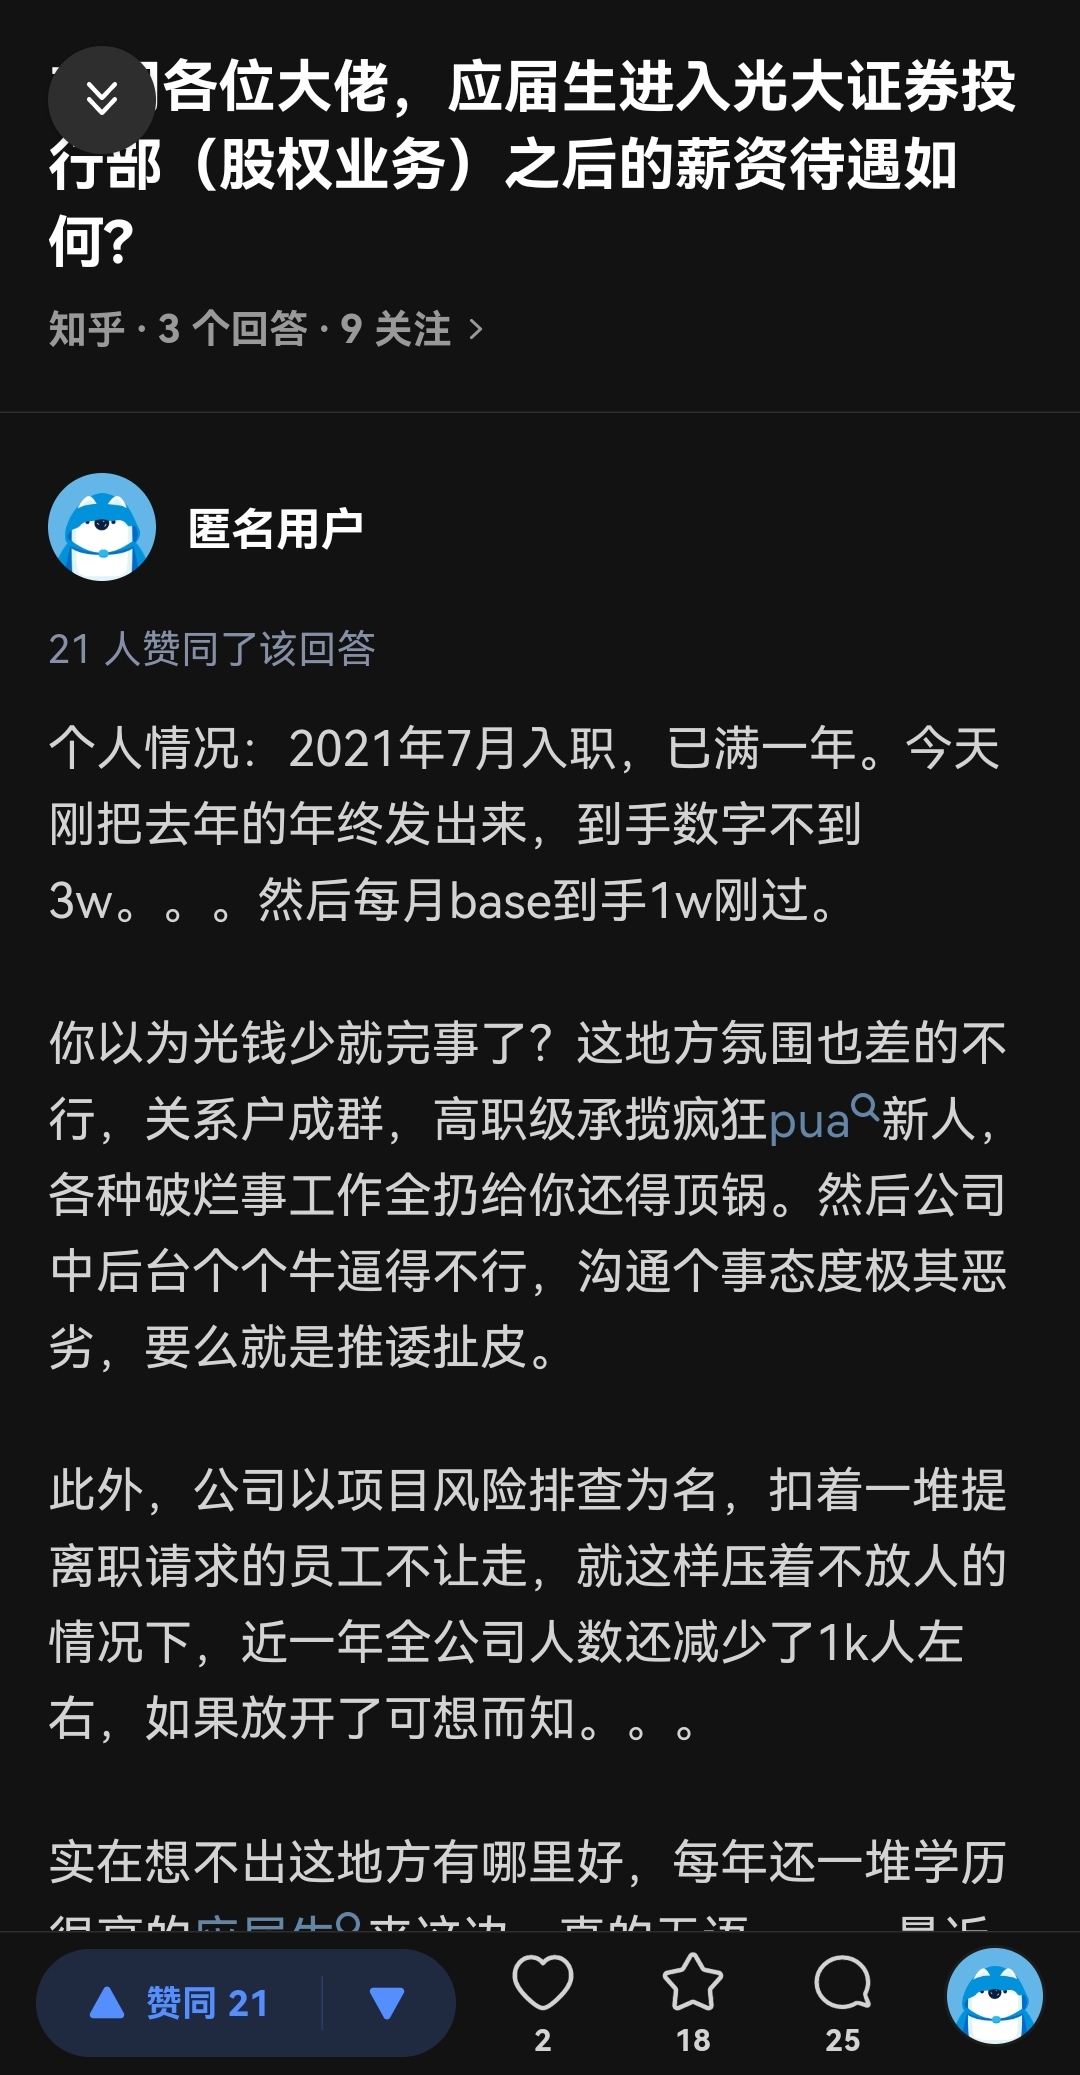 各位大佬，应届生进入光大证券投
行部（股权业务）之后的薪资待遇如
何？
知乎 · 3 个回答 · 9 关注
匿名用户
21 人赞同了该回答
个人情况：2021年7月入职，已满一年。今天
刚把去年的年终发出来，到手数字不到
3w。。。然后每月base到手1w刚过。
你以为光钱少就完事了？这地方氛围也差的不
行，关系户成群，高职级承揽疯狂pua新人，
各种破烂事工作全扔给你还得顶锅。然后公司
中后台个个牛逼得不行，沟通个事态度极其恶
劣，要么就是推诿扯皮。
此外，公司以项目风险排查为名，扣着一堆提
离职请求的员工不让走，就这样压着不放人的
情况下，近一年全公司人数还减少了1k人左
右，如果放开了可想而知。。。
实在想不出这地方有哪里好，每年还一堆学历
很高的应届生来这边，真的无语
赞同 21
2
18
25